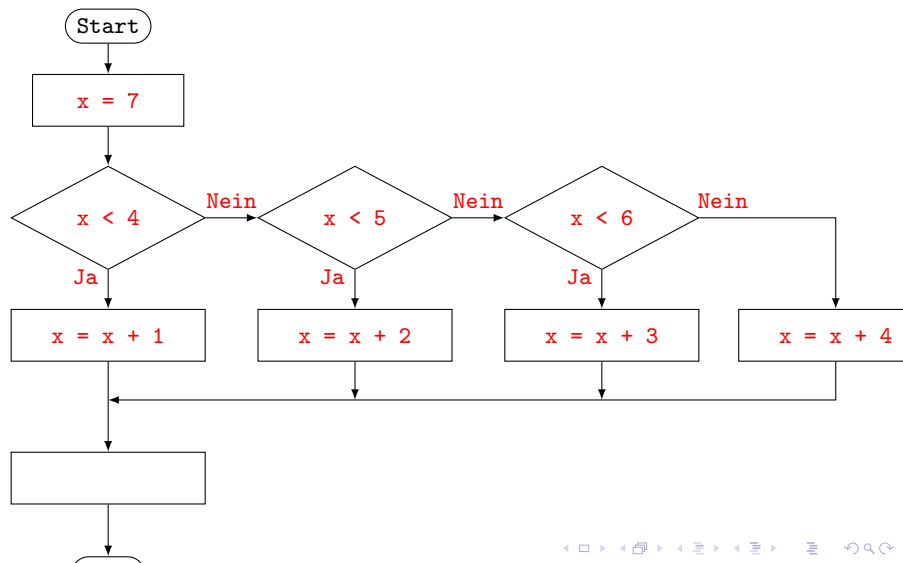 Start
x = 7
x < 4
Nein
x < 5
Nein
x < 6
Nein
Ja
Ja
Ja
x = x + 1
x = x + 2
x = x + 3
x = x + 4